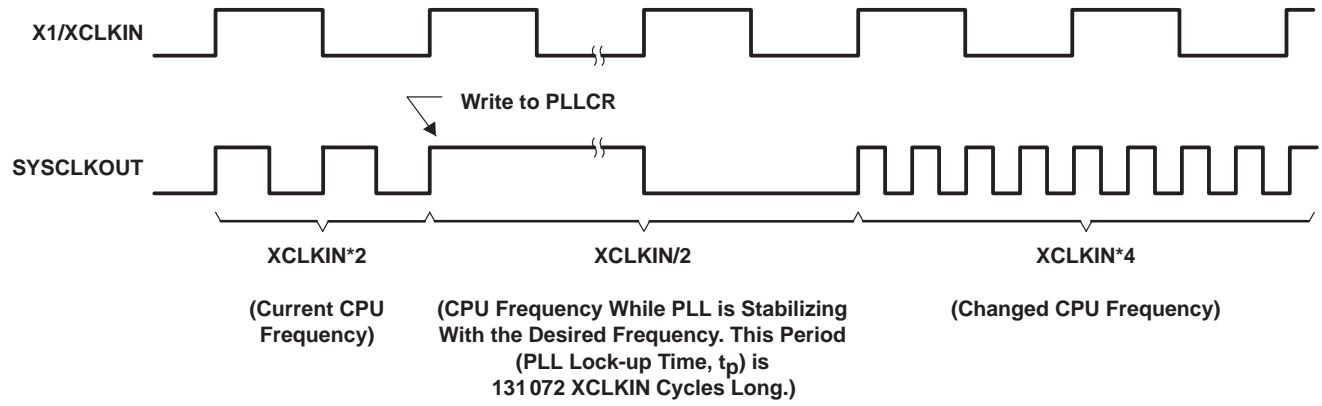 X1/XCLKIN
Write to PLLCR
SYSCLKOUT
XCLKIN*2
(Current CPU
Frequency)
XCLKIN/2
(CPU Frequency While PLL is Stabilizing
With the Desired Frequency. This Period
(PLL Lock-up Time, tp) is
131072 XCLKIN Cycles Long.)
XCLKIN*4
(Changed CPU Frequency)